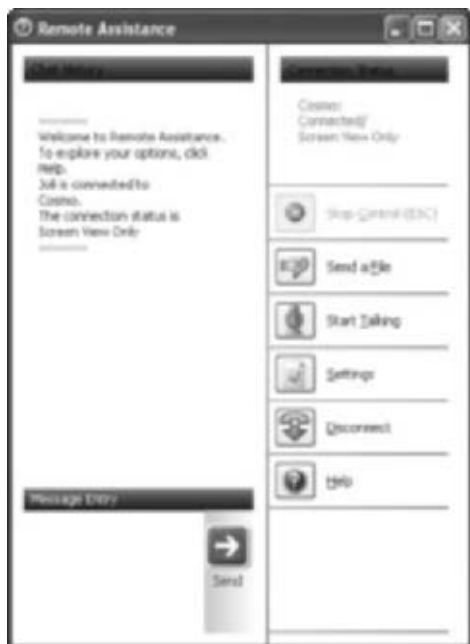 Remote Assistance
Chat History
Welcome to Remote Assistance.
To explore your options, click
Help.
Joli is connected to
Cosmo.
The connection status is
Screen View Only
Message Entry
Send
Connection Status
Cosmo:
Connected/
Screen View Only
Stop Control (ESC)
Send a File
Start Talking
Settings
Disconnect
Help